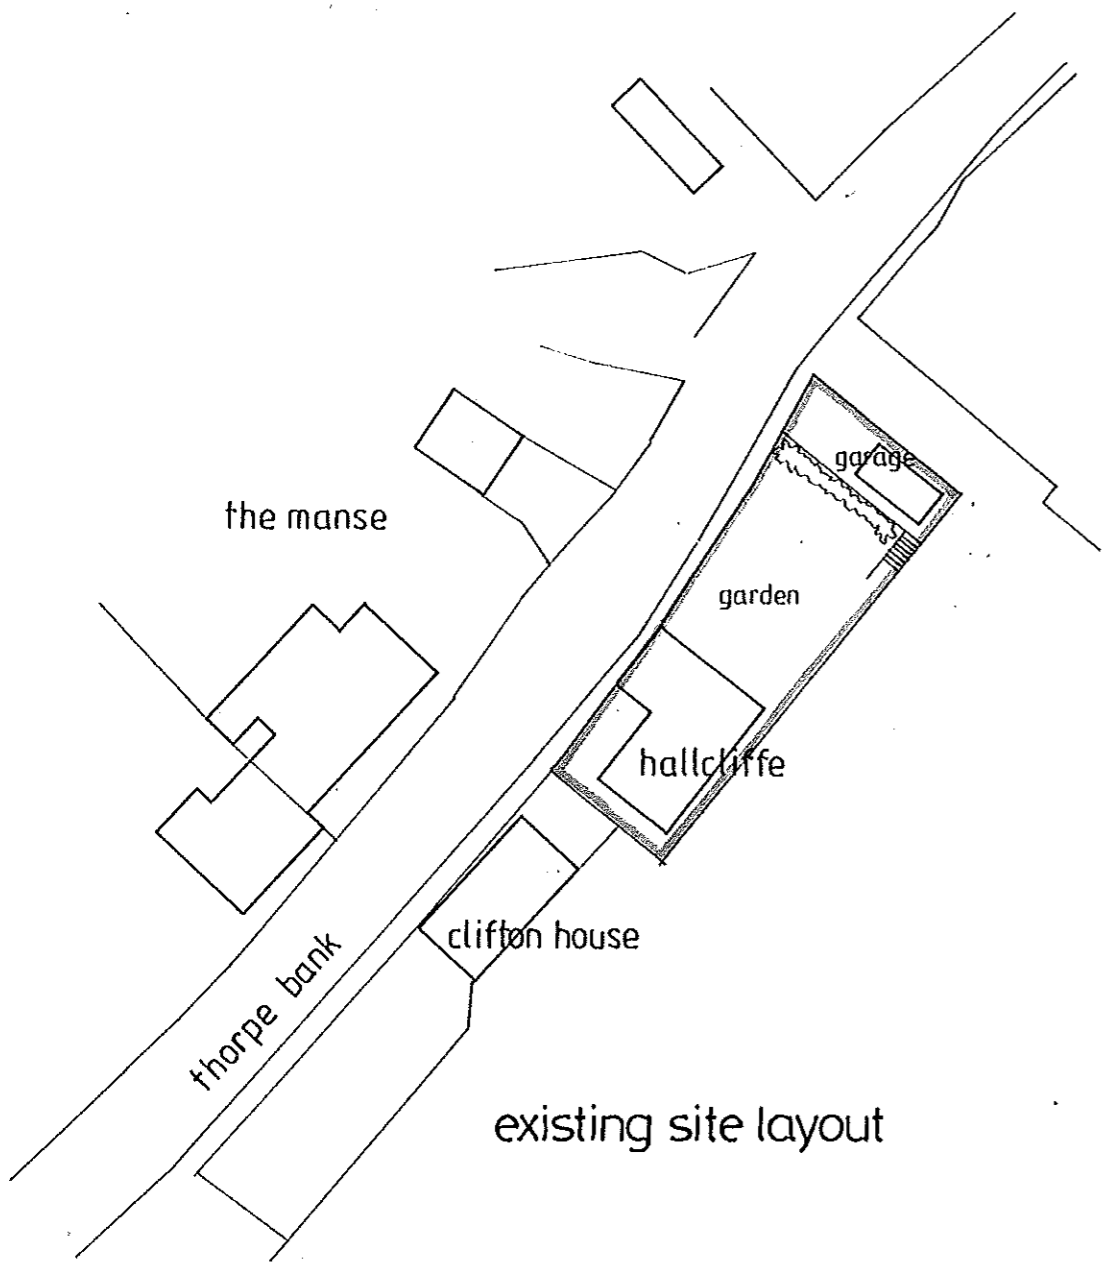 garage
the manse
garden
hallcliffe
clifton house
thorpe bank
existing site layout